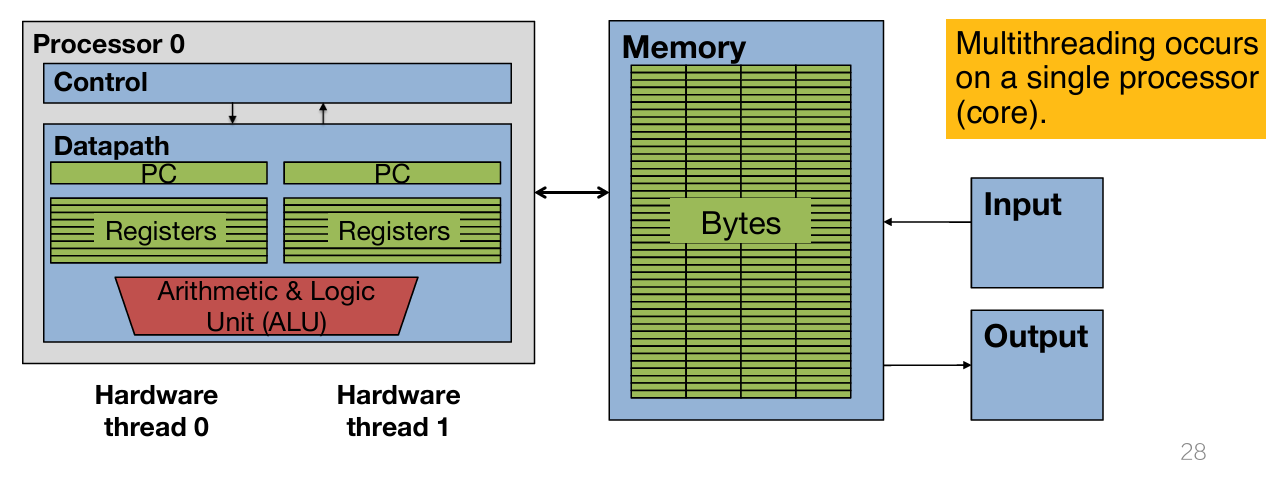 Processor 0
Control
Datapath
PC
PC
Registers
Registers
Arithmetic & Logic
Unit (ALU)
Hardware
thread 0
Hardware
thread 1
Memory
Bytes
Multithreading occurs
on a single processor
(core).
Input
Output
28